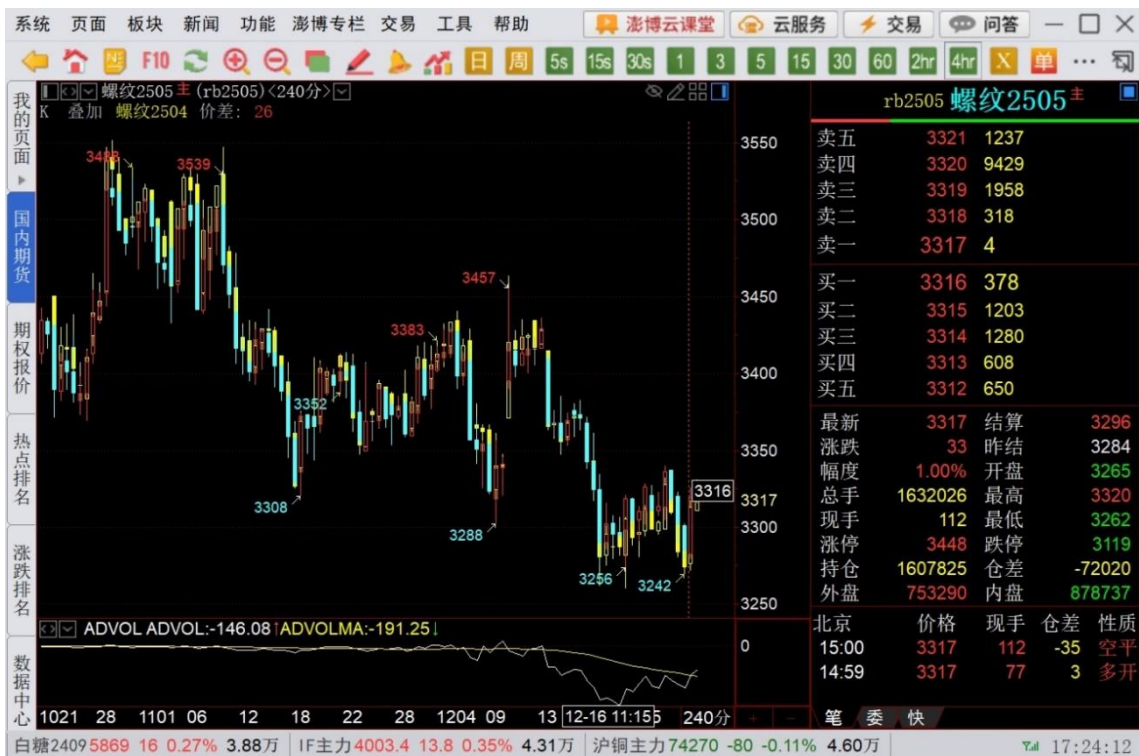 系统 页面 板块 新闻 功能 澎博专栏 交易 工具 帮助 澎博云课堂 云服务 交易 问答
F10 日 周 5s 15s 30s 1 3 5 15 30 60 2hr 4hr X 单 ...
我的页面
国内期货
期权报价
热点排名
涨跌排名
数据中心
螺纹2505主(rb2505)<240分>
K 叠加 螺纹2504 价差: 26
3539
3457
3383
3352
3308
3288
3256
3242
3316
3550
3500
3450
3400
3350
3317
3300
3250
ADVOL ADVOL:-146.08↑ADVOLMA:-191.25↓
0
1021 28 1101 06 12 18 22 28 1204 09 13 12-16 11:15 240分 + -
rb2505 螺纹2505主
卖五 3321 1237
卖四 3320 9429
卖三 3319 1958
卖二 3318 318
卖一 3317 4
买一 3316 378
买二 3315 1203
买三 3314 1280
买四 3313 608
买五 3312 650
最新 3317 结算 3296
涨跌 33 昨结 3284
幅度 1.00% 开盘 3265
总手 1632026 最高 3320
现手 112 最低 3262
涨停 3448 跌停 3119
持仓 1607825 仓差 -72020
外盘 753290 内盘 878737
北京 价格 现手 仓差 性质
15:00 3317 112 -35 空平
14:59 3317 77 3 多开
笔 委 快
白糖2409 5869 16 0.27% 3.88万 IF主力 4003.4 13.8 0.35% 4.31万 沪铜主力 74270 -80 -0.11% 4.60万 17:24:12